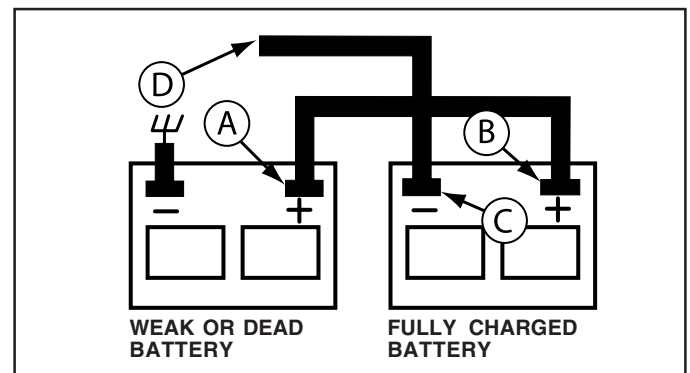 D
A
B
C
− + − +
WEAK OR DEAD
BATTERY
FULLY CHARGED
BATTERY